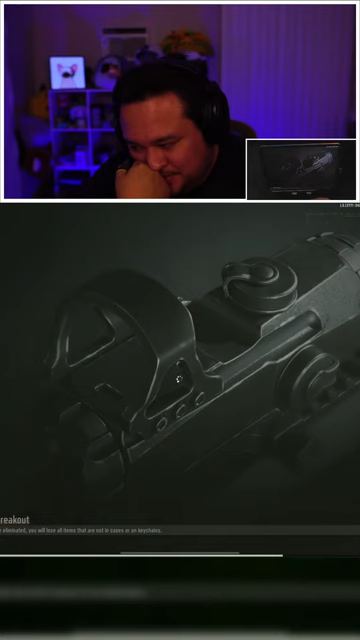 reakout
eliminated, you will lose all items that are not in cases or on keychains.